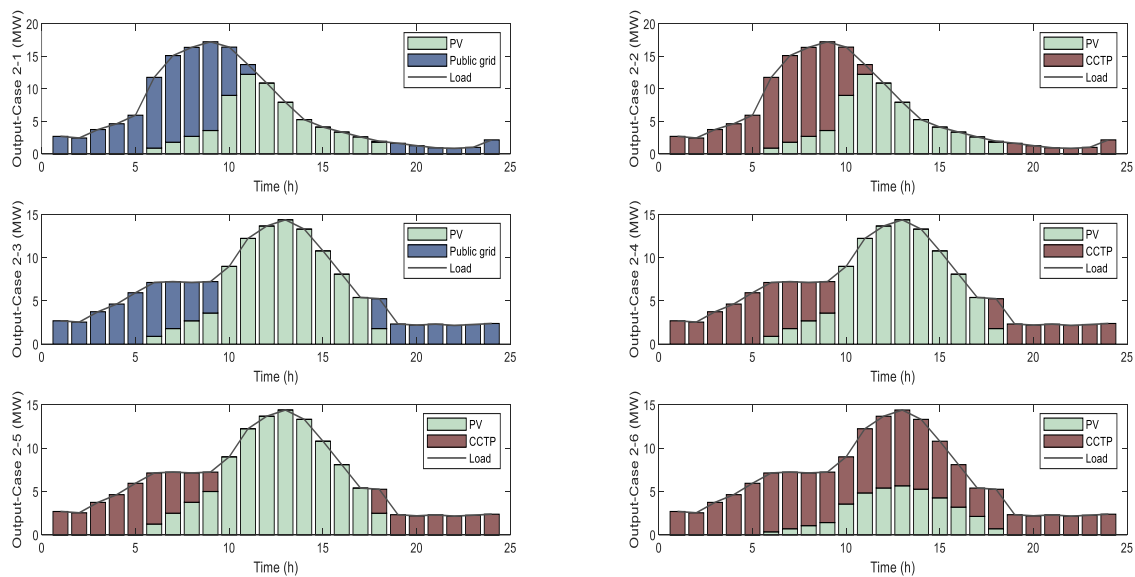 Output-Case 2-1 (MW)
20
15
10
5
0
0 5 10 15 20 25
Time (h)
PV
Public grid
Load
Output-Case 2-2 (MW)
20
15
10
5
0
0 5 10 15 20 25
Time (h)
PV
CCTP
Load
Output-Case 2-3 (MW)
15
10
5
0
0 5 10 15 20 25
Time (h)
PV
Public grid
Load
Output-Case 2-4 (MW)
15
10
5
0
0 5 10 15 20 25
Time (h)
PV
CCTP
Load
Output-Case 2-5 (MW)
15
10
5
0
0 5 10 15 20 25
Time (h)
PV
CCTP
Load
Output-Case 2-6 (MW)
15
10
5
0
0 5 10 15 20 25
Time (h)
PV
CCTP
Load